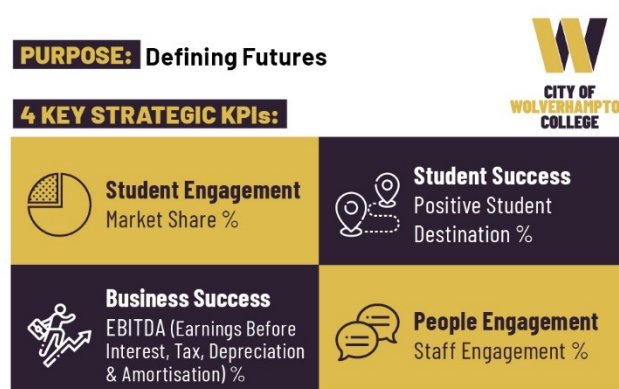 PURPOSE: Defining Futures
CITY OF
WOLVERHAMPTO
COLLEGE
4 KEY STRATEGIC KPIs:
Student Engagement
Market Share %
Student Success
Positive Student
Destination %
Business Success
EBITDA (Earnings Before
Interest, Tax, Depreciation
& Amortisation) %
People Engagement
Staff Engagement %